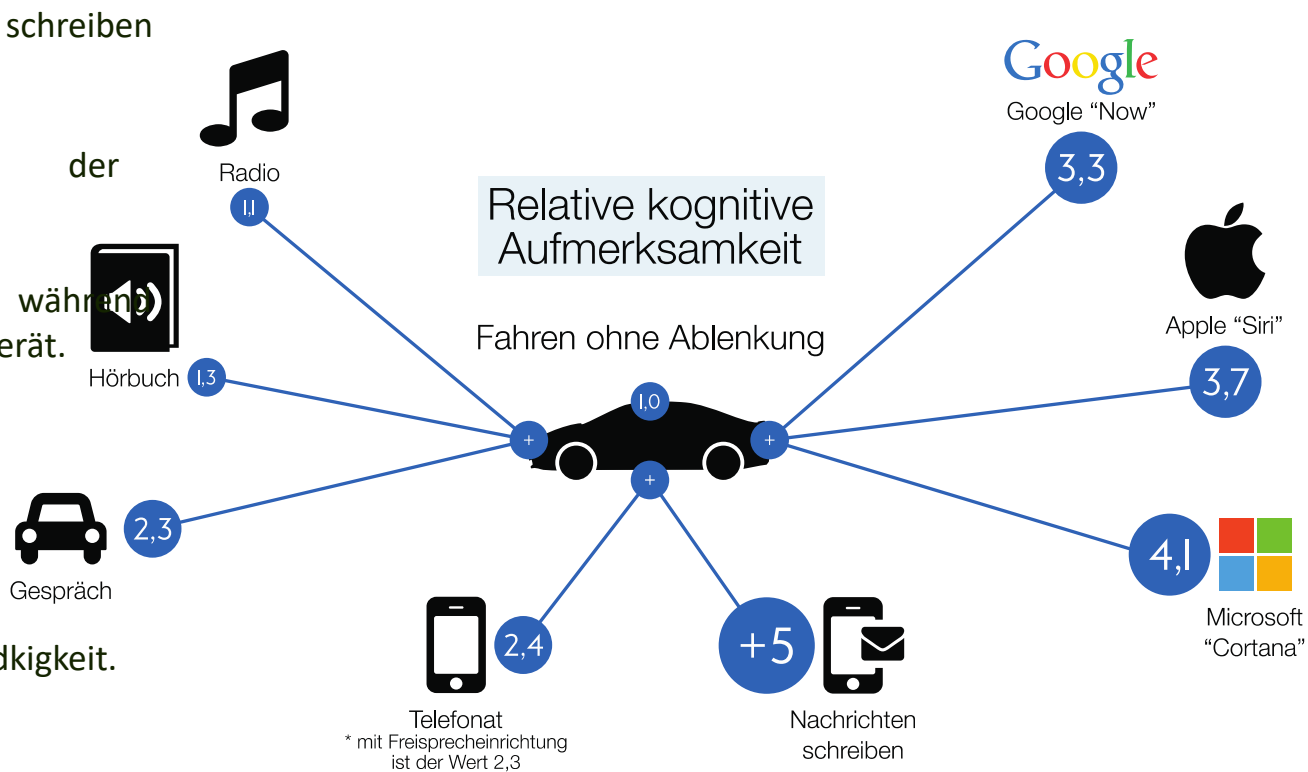 schreiben
der
während
erät.
dkigkeit.
Radio
1,1
Hörbuch
1,3
Gespräch
2,3
Relative kognitive
Aufmerksamkeit
Fahren ohne Ablenkung
1,0
+
+
+
Telefonat
* mit Freisprecheinrichtung
ist der Wert 2,3
2,4
+5
Nachrichten
schreiben
Google
Google “Now”
3,3
Apple “Siri”
3,7
4,1
Microsoft
“Cortana”